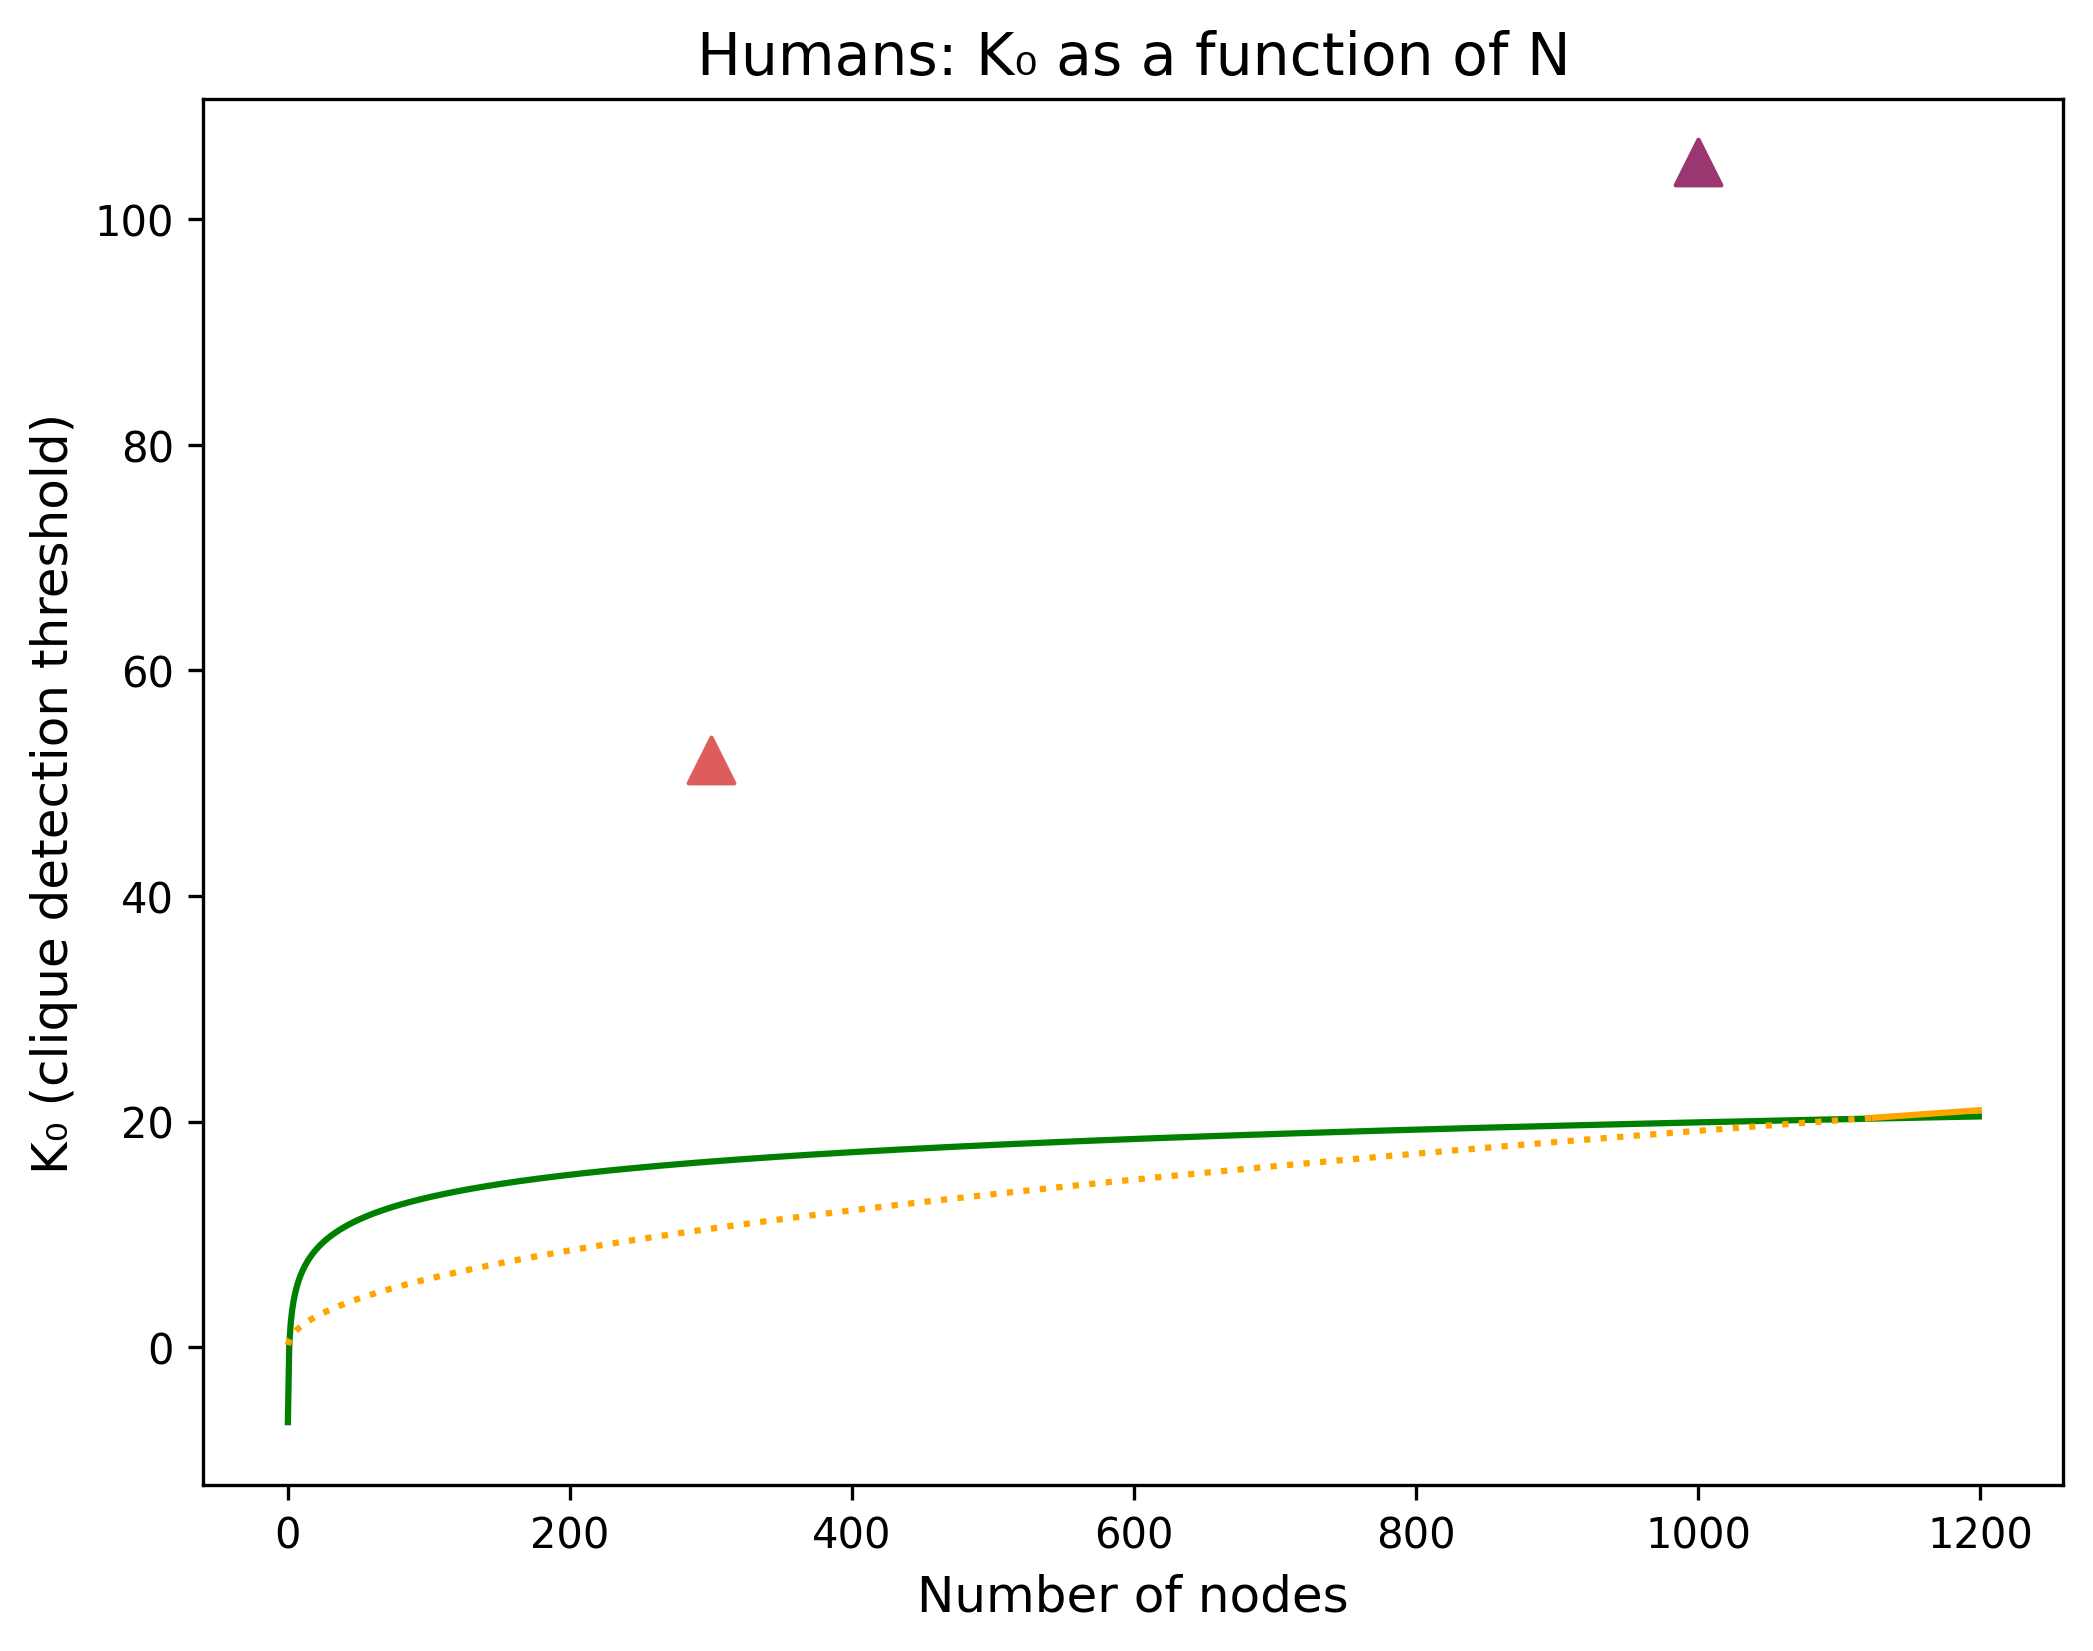 Humans: K₀ as a function of N
K₀ (clique detection threshold)
100
80
60
40
20
0
0 200 400 600 800 1000 1200
Number of nodes